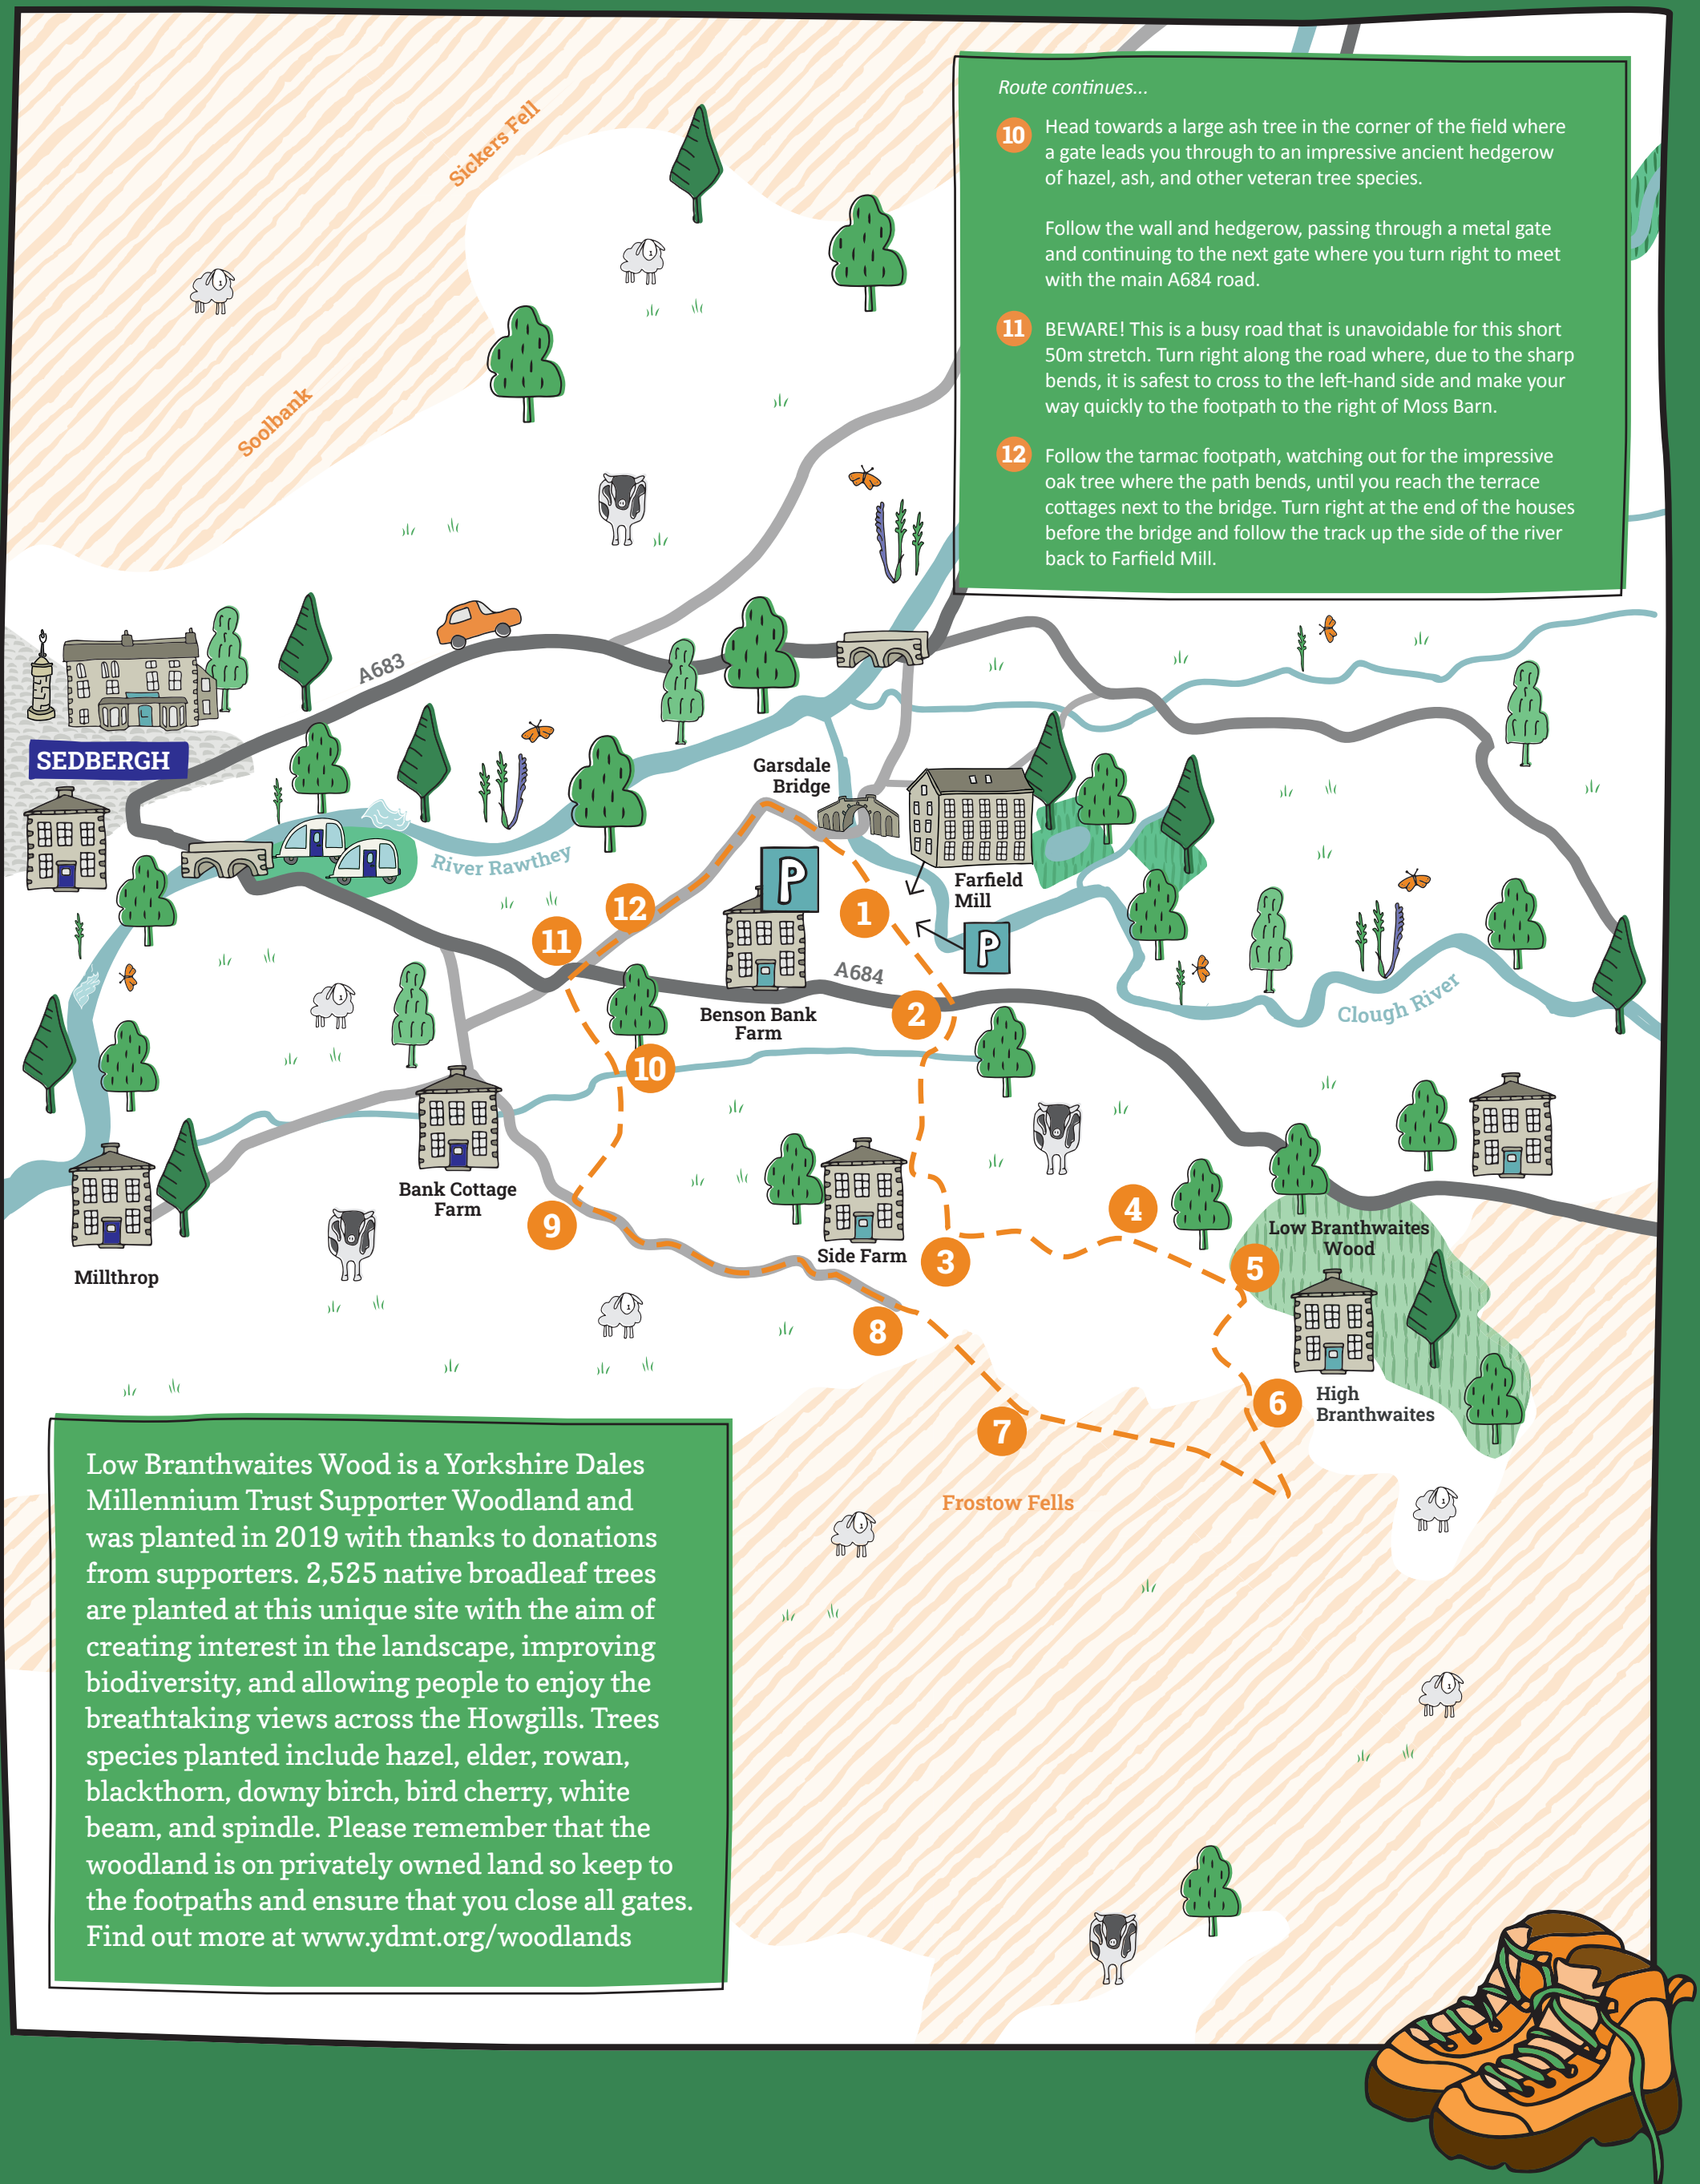 Route continues...
10
Head towards a large ash tree in the corner of the field where
a gate leads you through to an impressive ancient hedgerow
of hazel, ash, and other veteran tree species.
Follow the wall and hedgerow, passing through a metal gate
and continuing to the next gate where you turn right to meet
with the main A684 road.
11
BEWARE! This is a busy road that is unavoidable for this short
50m stretch. Turn right along the road where, due to the sharp
bends, it is safest to cross to the left-hand side and make your
way quickly to the footpath to the right of Moss Barn.
12
Follow the tarmac footpath, watching out for the impressive
oak tree where the path bends, until you reach the terrace
cottages next to the bridge. Turn right at the end of the houses
before the bridge and follow the track up the side of the river
back to Farfield Mill.
Sickers Fell
Soolbank
A683
SEDBERGH
Garsdale
Bridge
River Rawthey
P
Farfield
Mill
12
1
11
P
A684
2
Benson Bank
Farm
Clough River
10
Bank Cottage
Farm
9
4
Low Branthwaites
Wood
Side Farm
3
5
Millthrop
8
6
High
Branthwaites
7
Frostow Fells
Low Branthwaites Wood is a Yorkshire Dales
Millennium Trust Supporter Woodland and
was planted in 2019 with thanks to donations
from supporters. 2,525 native broadleaf trees
are planted at this unique site with the aim of
creating interest in the landscape, improving
biodiversity, and allowing people to enjoy the
breathtaking views across the Howgills. Trees
species planted include hazel, elder, rowan,
blackthorn, downy birch, bird cherry, white
beam, and spindle. Please remember that the
woodland is on privately owned land so keep to
the footpaths and ensure that you close all gates.
Find out more at www.ydmt.org/woodlands